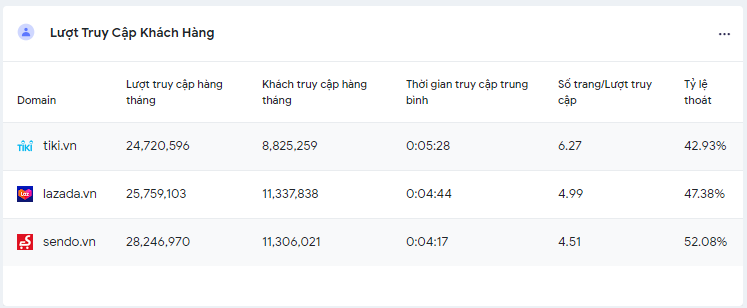 Lượt Truy Cập Khách Hàng
Domain Lượt truy cập hàng tháng Khách truy cập hàng tháng Thời gian truy cập trung bình Số trang/Lượt truy cập Tỷ lệ thoát
TIKI tiki.vn 24,720,596 8,825,259 0:05:28 6.27 42.93%
lazada.vn 25,759,103 11,337,838 0:04:44 4.99 47.38%
sendo.vn 28,246,970 11,306,021 0:04:17 4.51 52.08%